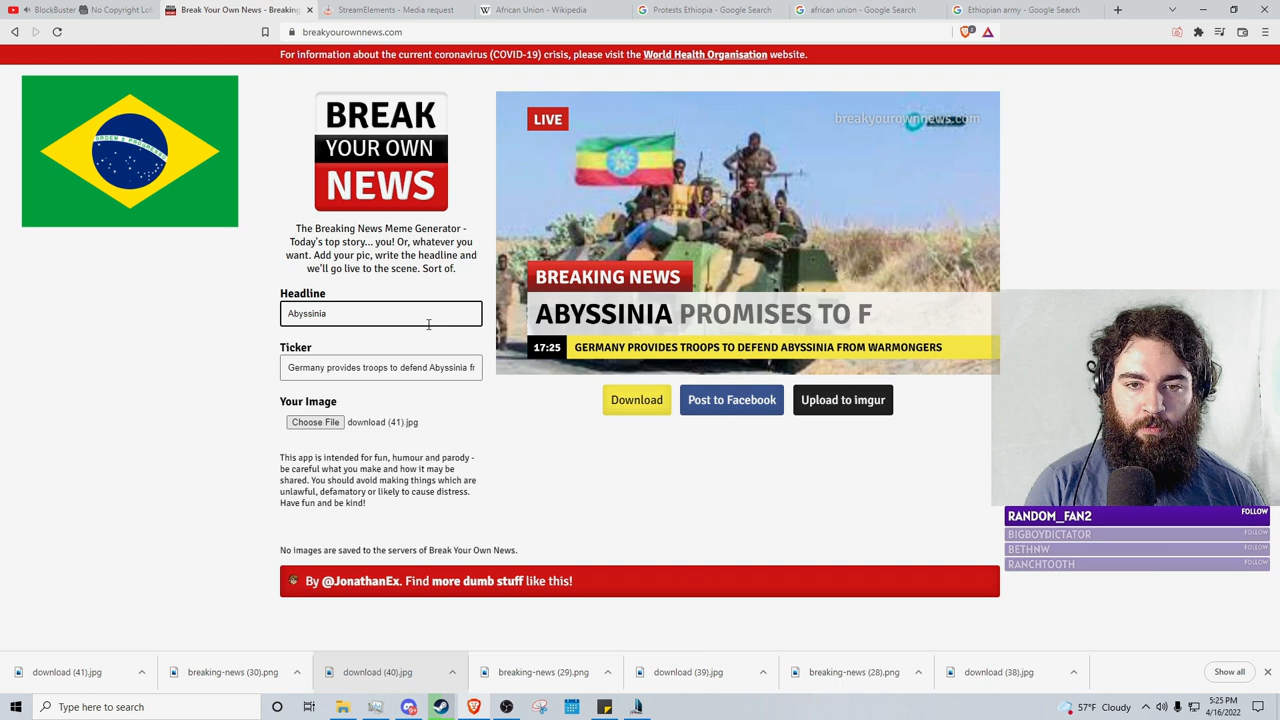 BlockBuster
No Copyright Lofi
Break Your Own News - Breaking
StreamElements - Media request
African Union - Wikipedia
Protests Ethiopia - Google Search
african union - Google Search
Ethiopian army - Google Search
breakyourownnews.com
For information about the current coronavirus (COVID-19) crisis, please visit the World Health Organisation website.
ORDEM E PROGRESSO
BREAK
YOUR OWN
NEWS
The Breaking News Meme Generator -
Today's top story... you! Or, whatever you
want. Add your pic, write the headline and
we'll go live to the scene. Sort of.
Headline
Abyssinia
Ticker
Germany provides troops to defend Abyssinia fr
Your Image
Choose File download (41).jpg
This app is intended for fun, humour and parody -
be careful what you make and how it may be
shared. You should avoid making things which are
unlawful, defamatory or likely to cause distress.
Have fun and be kind!
No images are saved to the servers of Break Your Own News.
LIVE
breakyourownnews.com
BREAKING NEWS
ABYSSINIA PROMISES TO F
17:25 GERMANY PROVIDES TROOPS TO DEFEND ABYSSINIA FROM WARMONGERS
Download
Post to Facebook
Upload to imgur
By @JonathanEx. Find more dumb stuff like this!
RANDOM_FAN2 FOLLOW
BIGBOYDICTATOR FOLLOW
BETHNW FOLLOW
RANCHTOOTH FOLLOW
download (41).jpg
breaking-news (30).png
download (40).jpg
breaking-news (29).png
download (39).jpg
breaking-news (28).png
download (38).jpg
Show all
Type here to search
57°F Cloudy
5:25 PM
4/16/2022